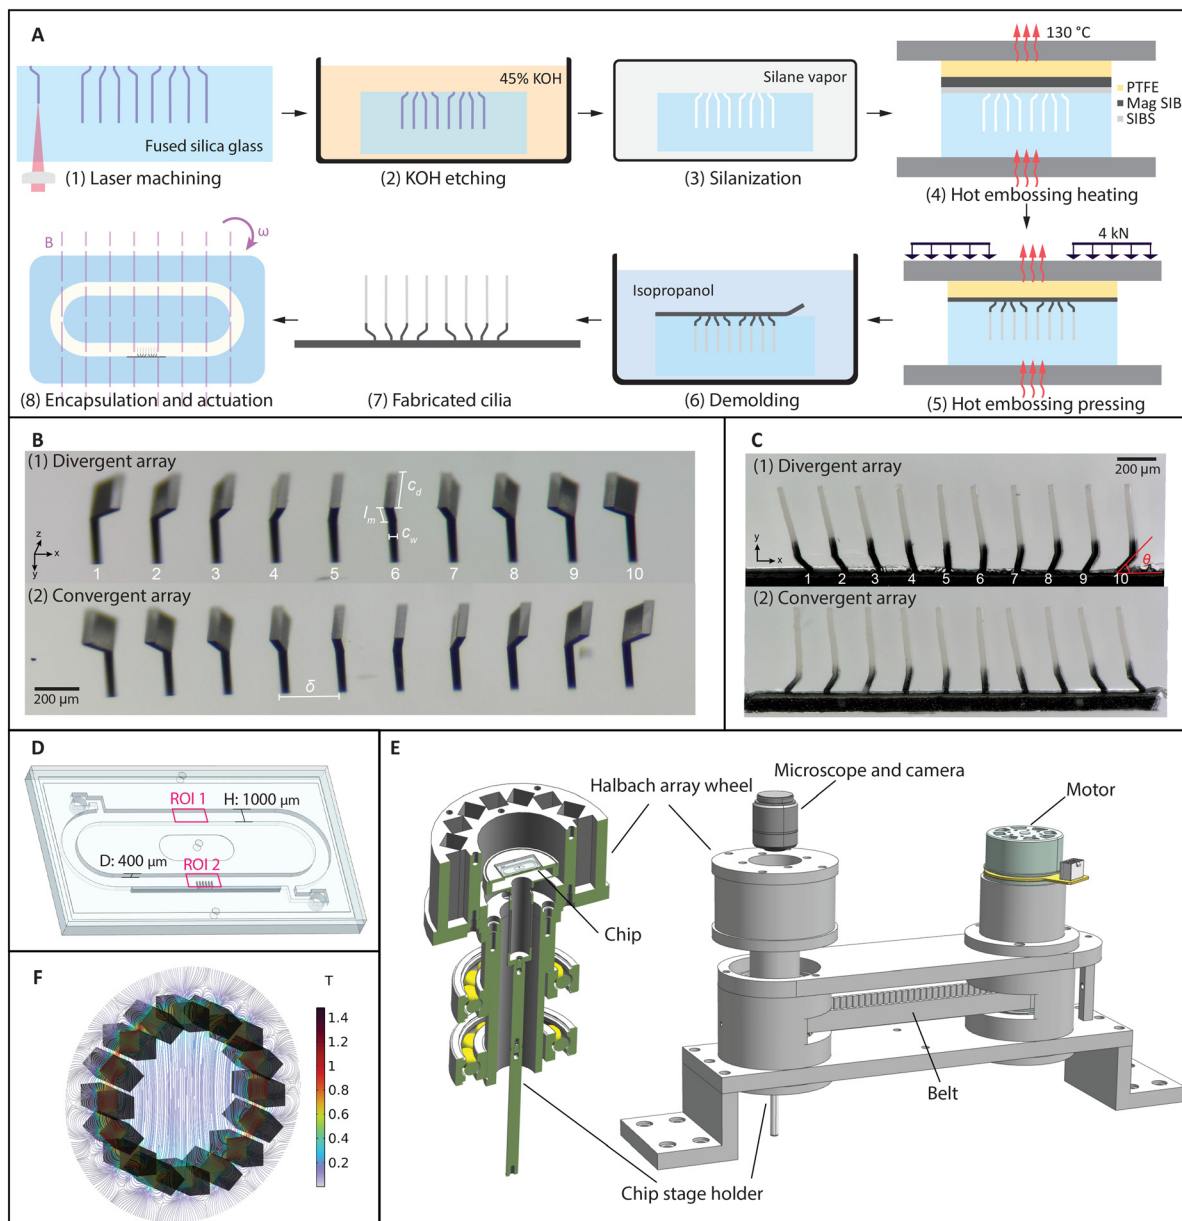 A
(1) Laser machining
Fused silica glass
45% KOH
(2) KOH etching
Silane vapor
(3) Silanization
130 °C
PTFE
Mag SIB
SIBS
(4) Hot embossing heating
4 kN
(5) Hot embossing pressing
Isopropanol
(6) Demolding
(7) Fabricated cilia
B
ω
(8) Encapsulation and actuation
B
(1) Divergent array
c_d
l_m
c_w
z
x
y
1 2 3 4 5 6 7 8 9 10
(2) Convergent array
δ
200 µm
C
(1) Divergent array
200 µm
y
x
θ
1 2 3 4 5 6 7 8 9 10
(2) Convergent array
D
ROI 1
H: 1000 µm
D: 400 µm
ROI 2
E
Halbach array wheel
Microscope and camera
Motor
Chip
Belt
Chip stage holder
F
T
1.4
1.2
1
0.8
0.6
0.4
0.2